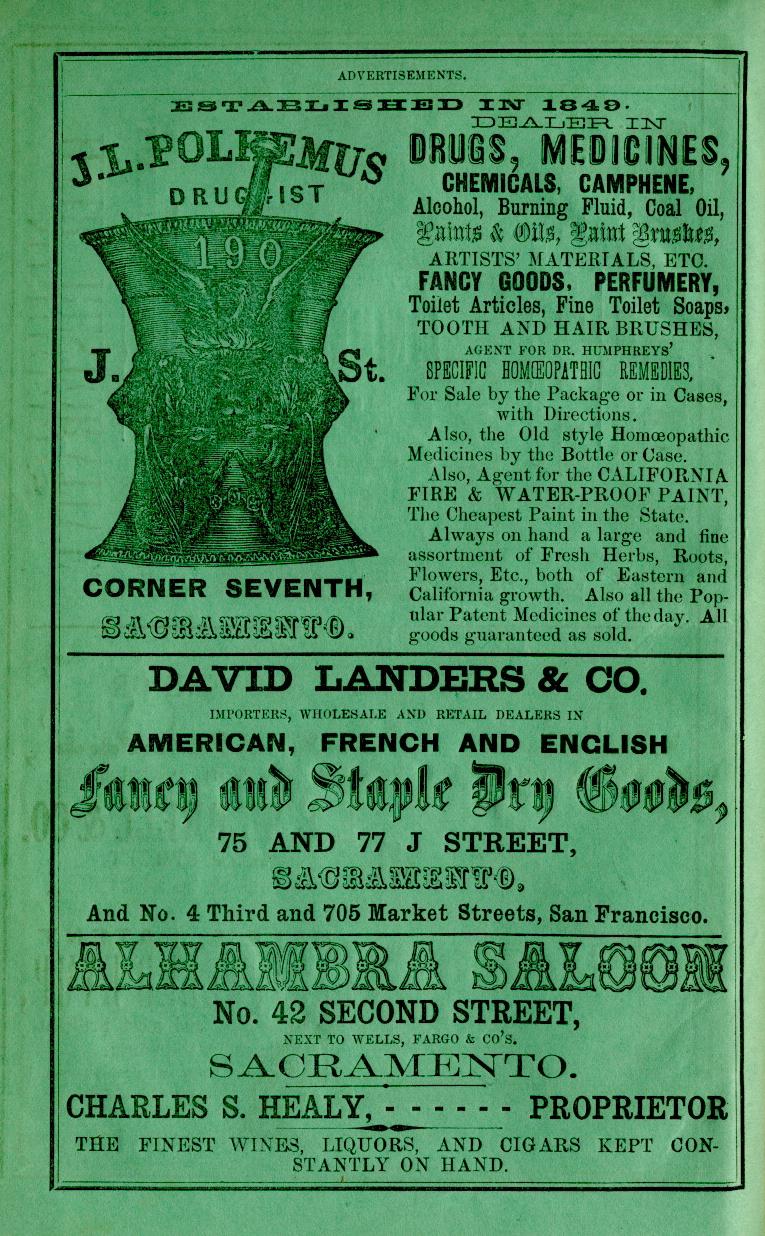 ADVERTISEMENTS.
ESTABLISHED IN 1849.
J. L. POLHEMUS
DRUGGIST
190
J. St.
CORNER SEVENTH,
SACRAMENTO.
DEALER IN
DRUGS, MEDICINES,
CHEMICALS, CAMPHENE,
Alcohol, Burning Fluid, Coal Oil,
Paints & Oils, Paint Brushes,
ARTISTS' MATERIALS, ETC.
FANCY GOODS, PERFUMERY,
Toilet Articles, Fine Toilet Soaps,
TOOTH AND HAIR BRUSHES,
AGENT FOR DR. HUMPHREYS'
SPECIFIC HOMŒOPATHIC REMEDIES,
For Sale by the Package or in Cases,
with Directions.
Also, the Old style Homœopathic
Medicines by the Bottle or Case.
Also, Agent for the CALIFORNIA
FIRE & WATER-PROOF PAINT,
The Cheapest Paint in the State.
Always on hand a large and fine
assortment of Fresh Herbs, Roots,
Flowers, Etc., both of Eastern and
California growth. Also all the Pop-
ular Patent Medicines of the day. All
goods guaranteed as sold.
DAVID LANDERS & CO.
IMPORTERS, WHOLESALE AND RETAIL DEALERS IN
AMERICAN, FRENCH AND ENGLISH
Fancy and Staple Dry Goods,
75 AND 77 J STREET,
SACRAMENTO,
And No. 4 Third and 705 Market Streets, San Francisco.
ALHAMBRA SALOON
No. 42 SECOND STREET,
NEXT TO WELLS, FARGO & CO'S.
SACRAMENTO.
CHARLES S. HEALY, - - - - - - PROPRIETOR
THE FINEST WINES, LIQUORS, AND CIGARS KEPT CON-
STANTLY ON HAND.